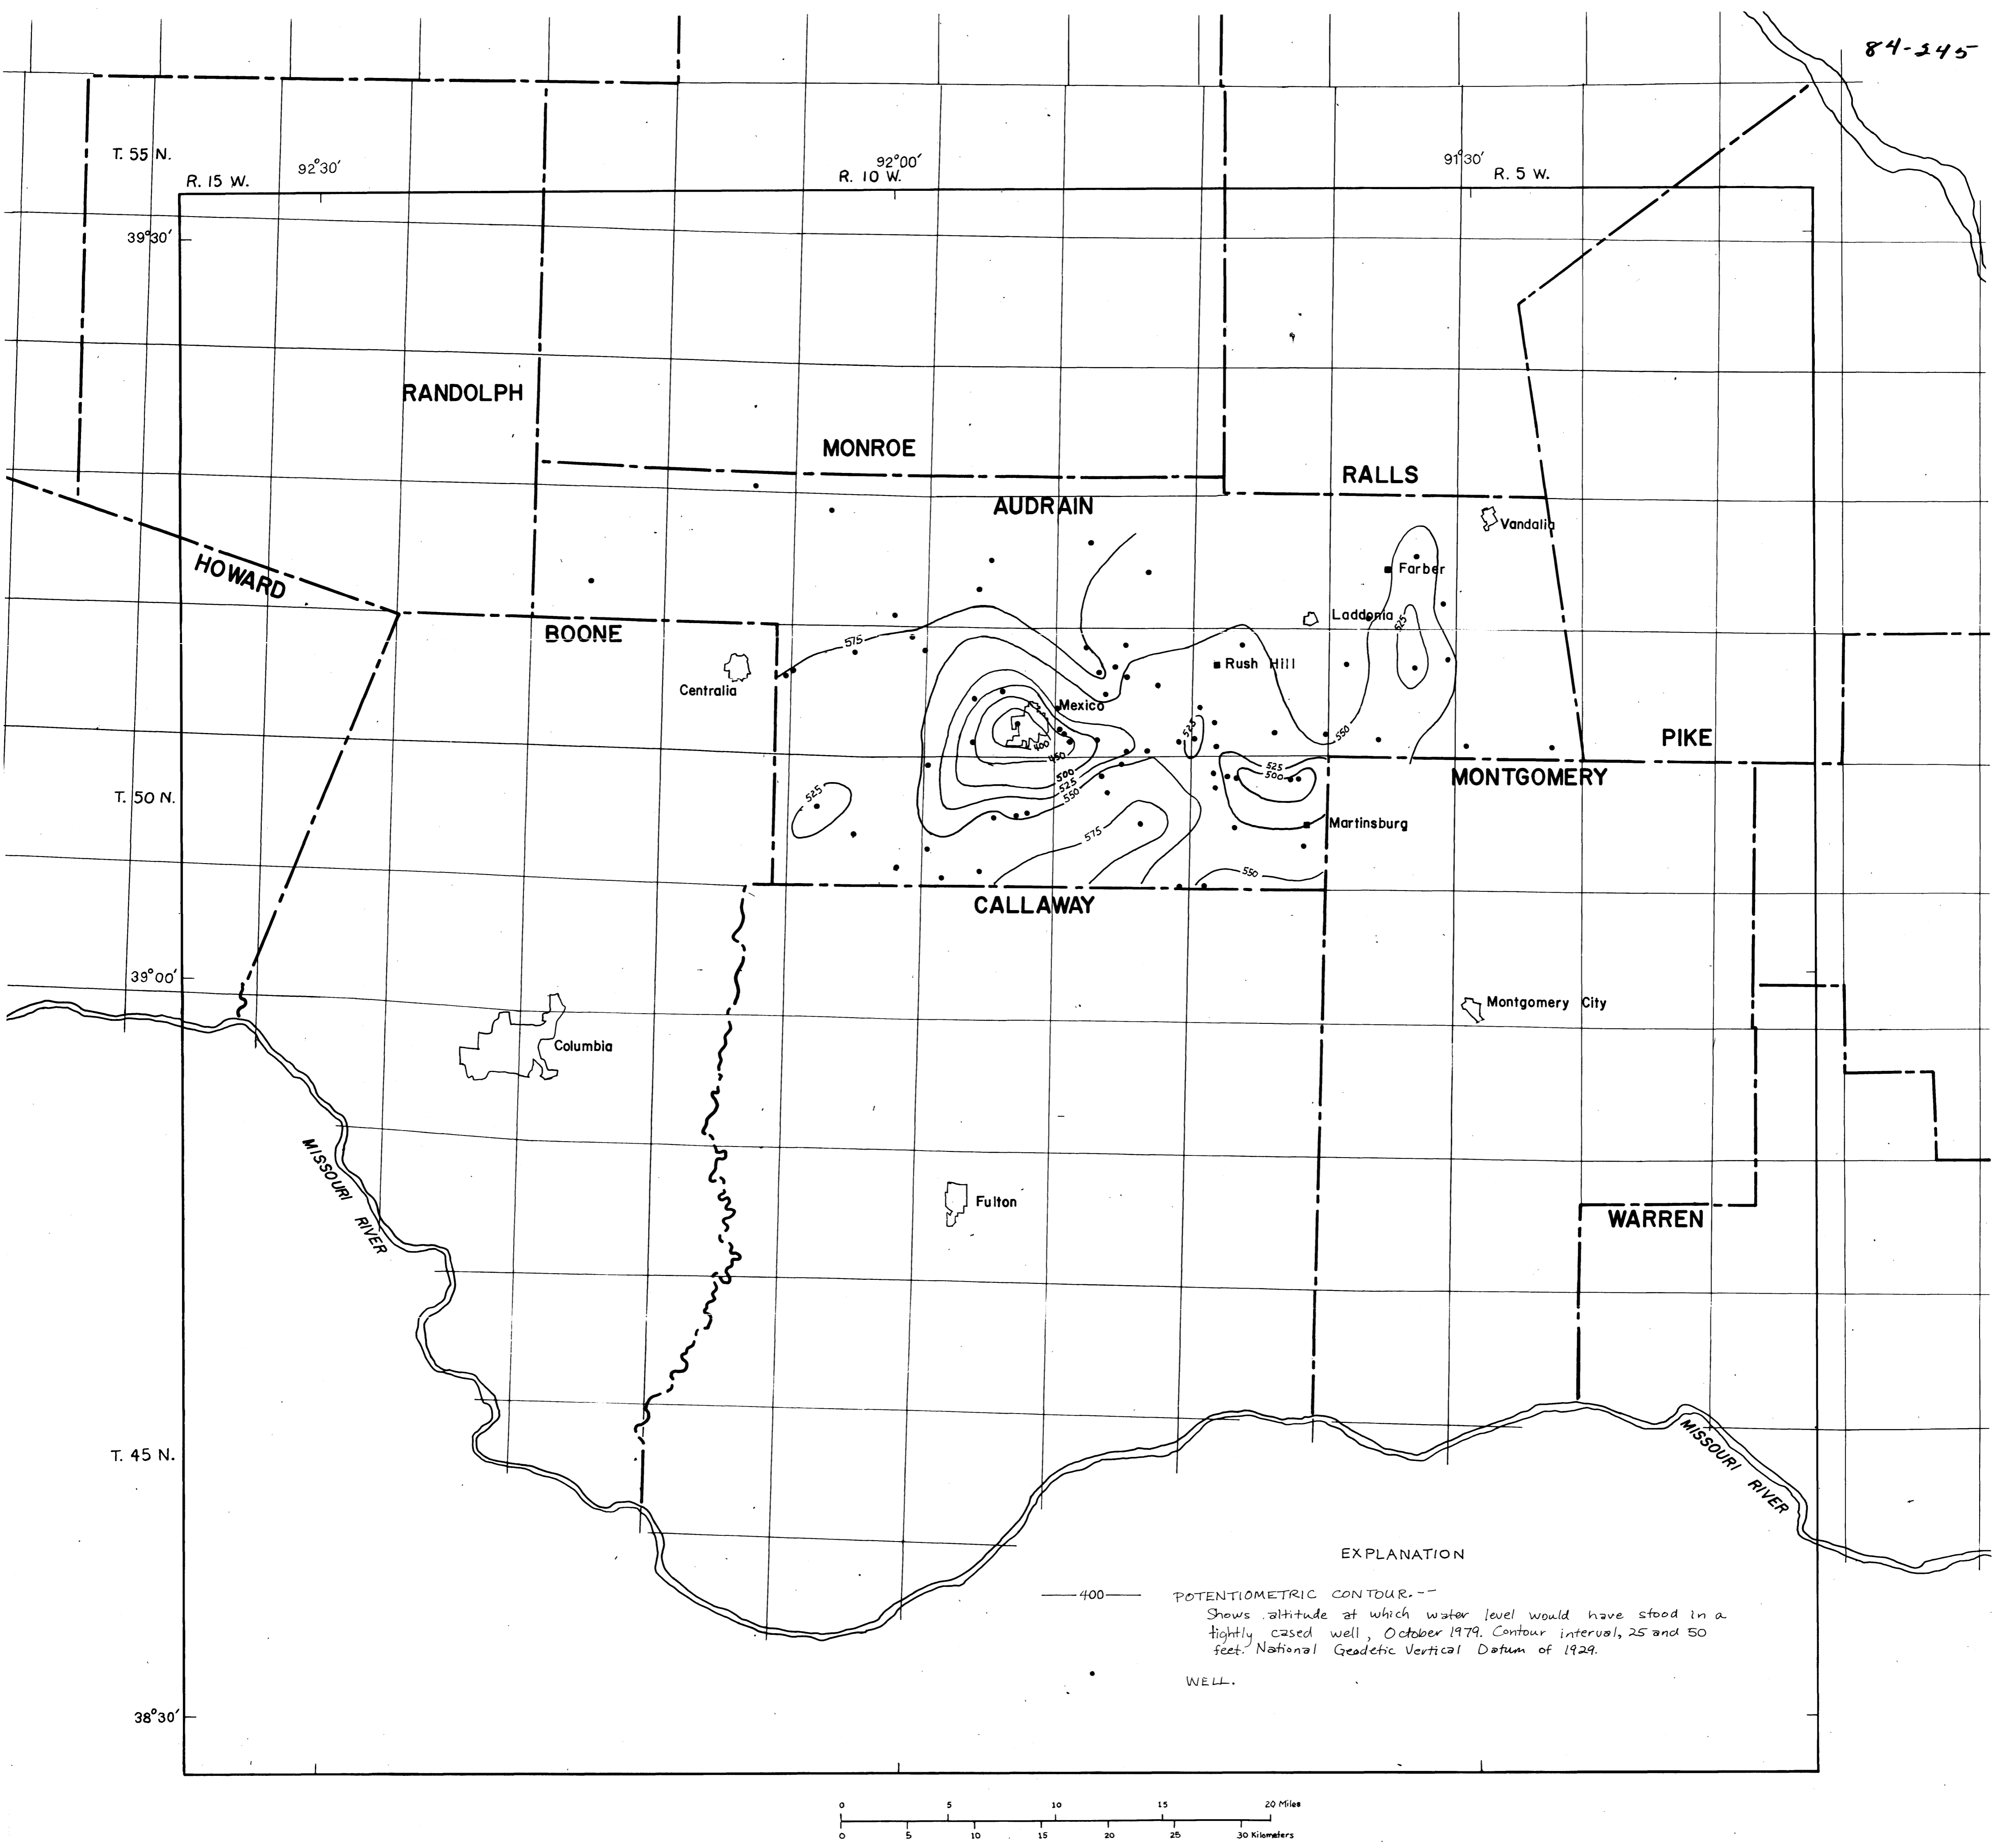 84-245
T. 55 N.
92°30'
92°00'
91°30'
R. 15 W.
R. 10 W.
R. 5 W.
39°30'
RANDOLPH
MONROE
RALLS
AUDRAIN
Vandalia
HOWARD
Farber
Laddonia
525
BOONE
575
Rush Hill
Centralia
Mexico
525
550
400
PIKE
450
525
500
500
MONTGOMERY
525
T. 50 N.
525
550
Martinsburg
575
550
CALLAWAY
39°00'
Montgomery City
Columbia
MISSOURI RIVER
Fulton
WARREN
MISSOURI RIVER
T. 45 N.
EXPLANATION
400
POTENTIOMETRIC CONTOUR.--
Shows altitude at which water level would have stood in a
tightly cased well, October 1979. Contour interval, 25 and 50
feet. National Geodetic Vertical Datum of 1929.
WELL.
38°30'
0 5 10 15 20 Miles
0 5 10 15 20 25 30 Kilometers